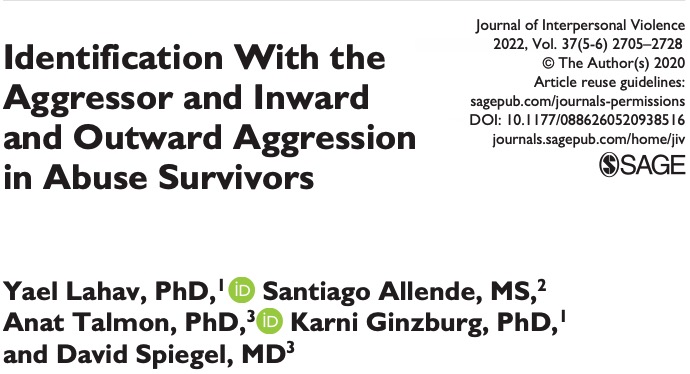 Journal of Interpersonal Violence
2022, Vol. 37(5-6) 2705–2728
© The Author(s) 2020
Article reuse guidelines:
sagepub.com/journals-permissions
DOI: 10.1177/0886260520938516
journals.sagepub.com/home/jiv
SSAGE
Identification With the
Aggressor and Inward
and Outward Aggression
in Abuse Survivors
Yael Lahav, PhD,¹ iD Santiago Allende, MS,²
Anat Talmon, PhD,³ iD Karni Ginzburg, PhD,¹
and David Spiegel, MD³